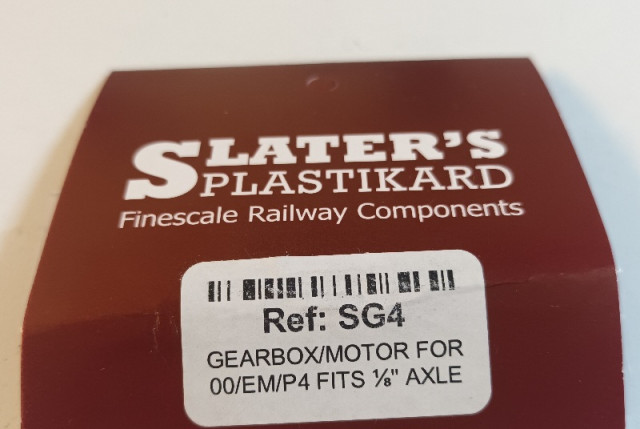 SLATER'S
PLASTIKARD
Finescale Railway Components
Ref: SG4
GEARBOX/MOTOR FOR
00/EM/P4 FITS ⅛" AXLE